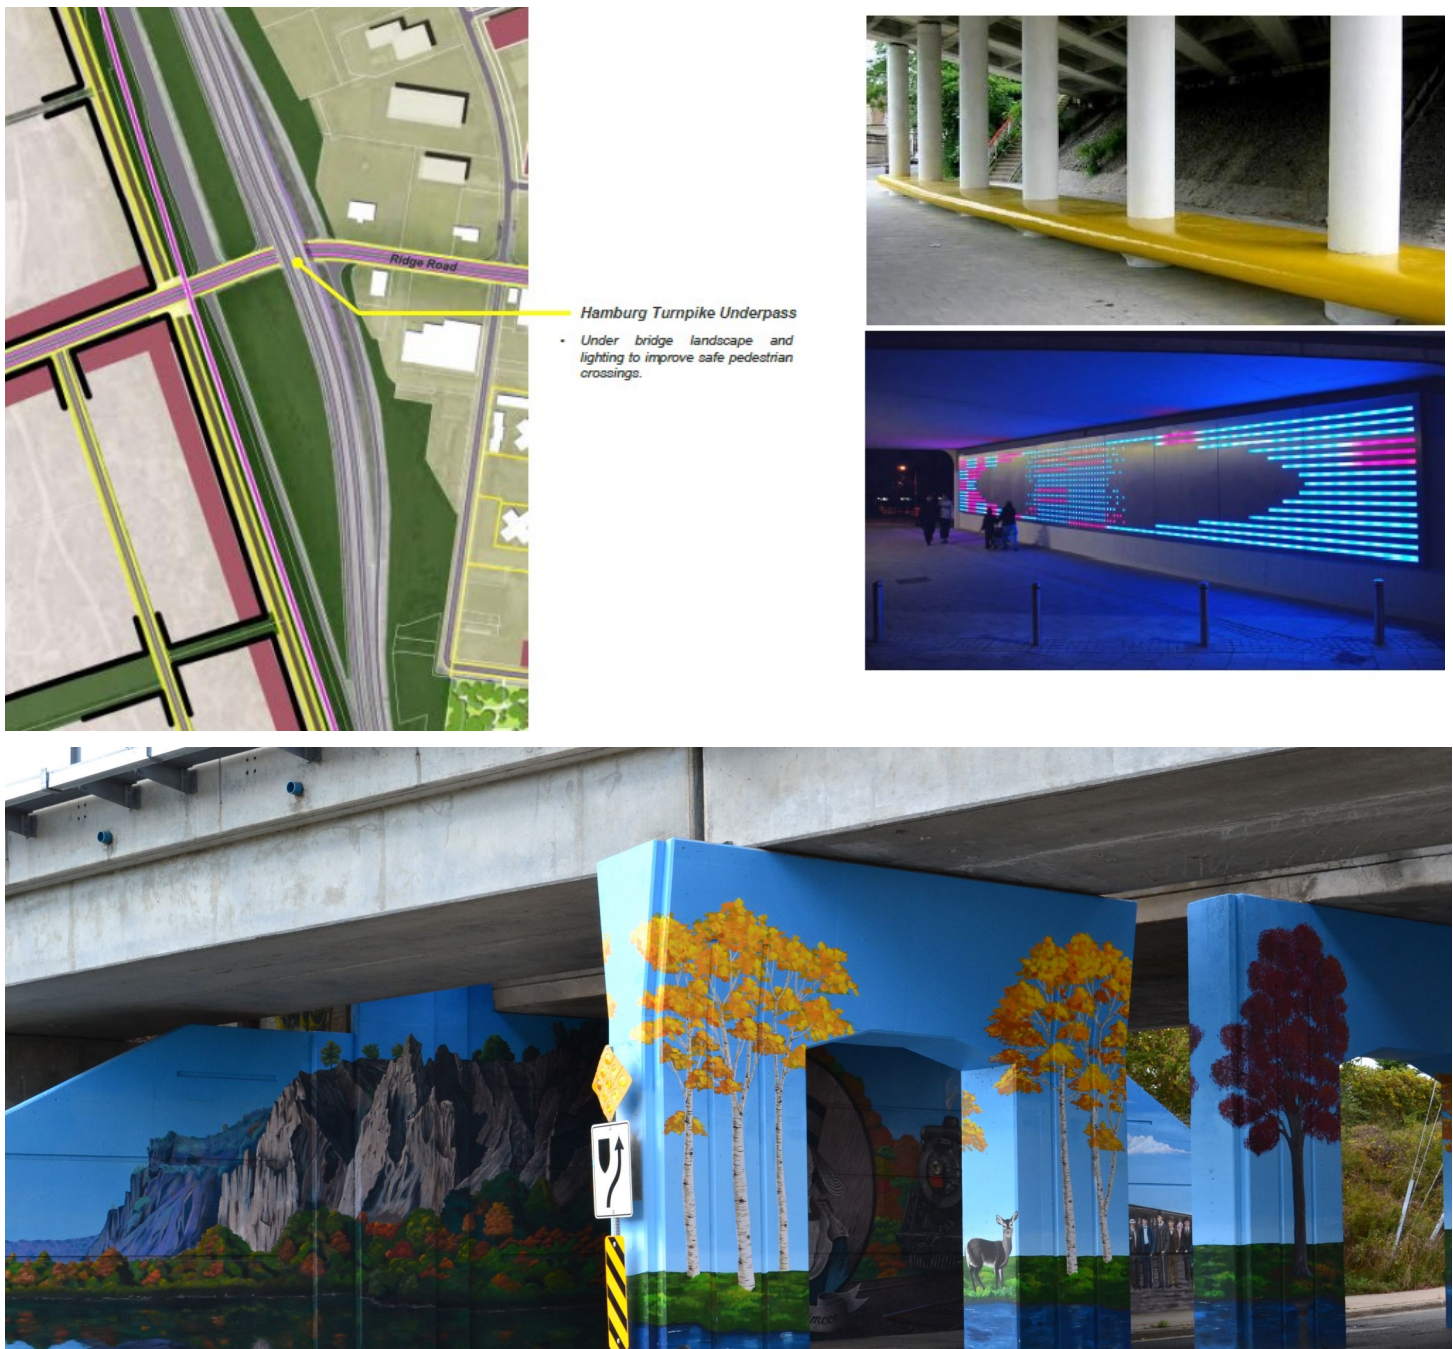 Ridge Road
Hamburg Turnpike Underpass
• Under bridge landscape and
lighting to improve safe pedestrian
crossings.